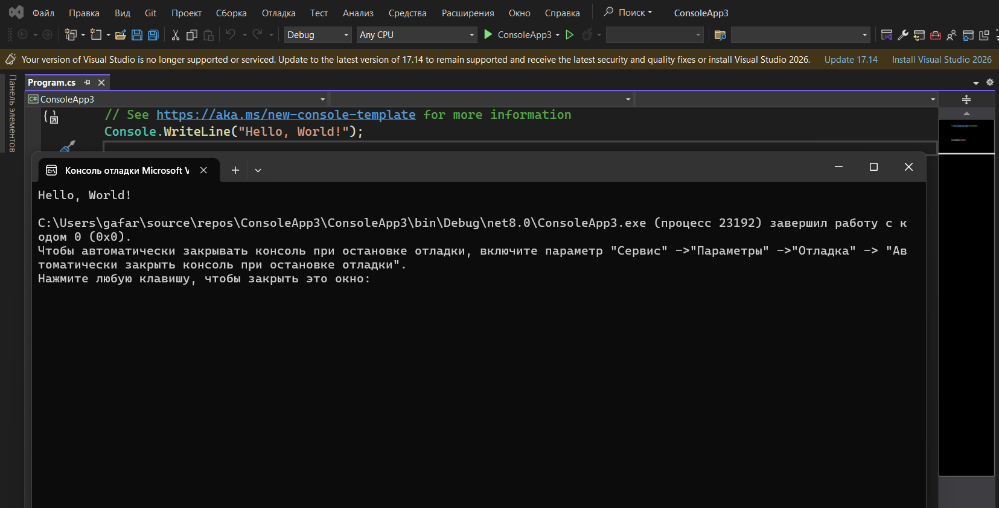 Файл Правка Вид Git Проект Сборка Отладка Тест Анализ Средства Расширения Окно Справка Поиск ConsoleApp3
Debug Any CPU ConsoleApp3
Your version of Visual Studio is no longer supported or serviced. Update to the latest version of 17.14 to remain supported and receive the latest security and quality fixes or install Visual Studio 2026. Update 17.14 Install Visual Studio 2026
Панель элементов
Program.cs
C# ConsoleApp3
// See https://aka.ms/new-console-template for more information
Console.WriteLine("Hello, World!");
Консоль отладки Microsoft V
Hello, World!
C:\Users\gafar\source\repos\ConsoleApp3\ConsoleApp3\bin\Debug\net8.0\ConsoleApp3.exe (процесс 23192) завершил работу с к
одом 0 (0x0).
Чтобы автоматически закрывать консоль при остановке отладки, включите параметр "Сервис" ->"Параметры" ->"Отладка" -> "Ав
томатически закрыть консоль при остановке отладки".
Нажмите любую клавишу, чтобы закрыть это окно: